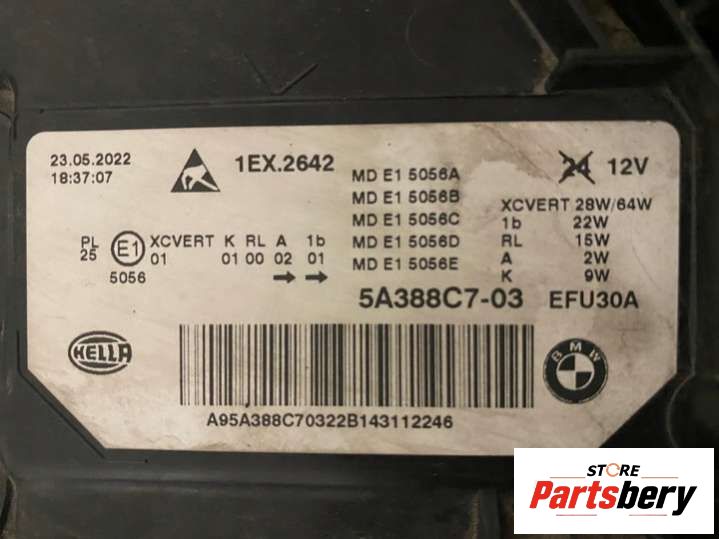 23.05.2022
18:37:07
1EX.2642
MD E1 5056A
MD E1 5056B
MD E1 5056C
MD E1 5056D
MD E1 5056E
24 12V
XCVERT 28W/64W
1b 22W
RL 15W
A 2W
K 9W
PL
25
E1
5056
XCVERT K RL A 1b
01 01 00 02 01
5A388C7-03 EFU30A
HELLA
BMW
A95A388C70322B143112246
STORE
Partsbery